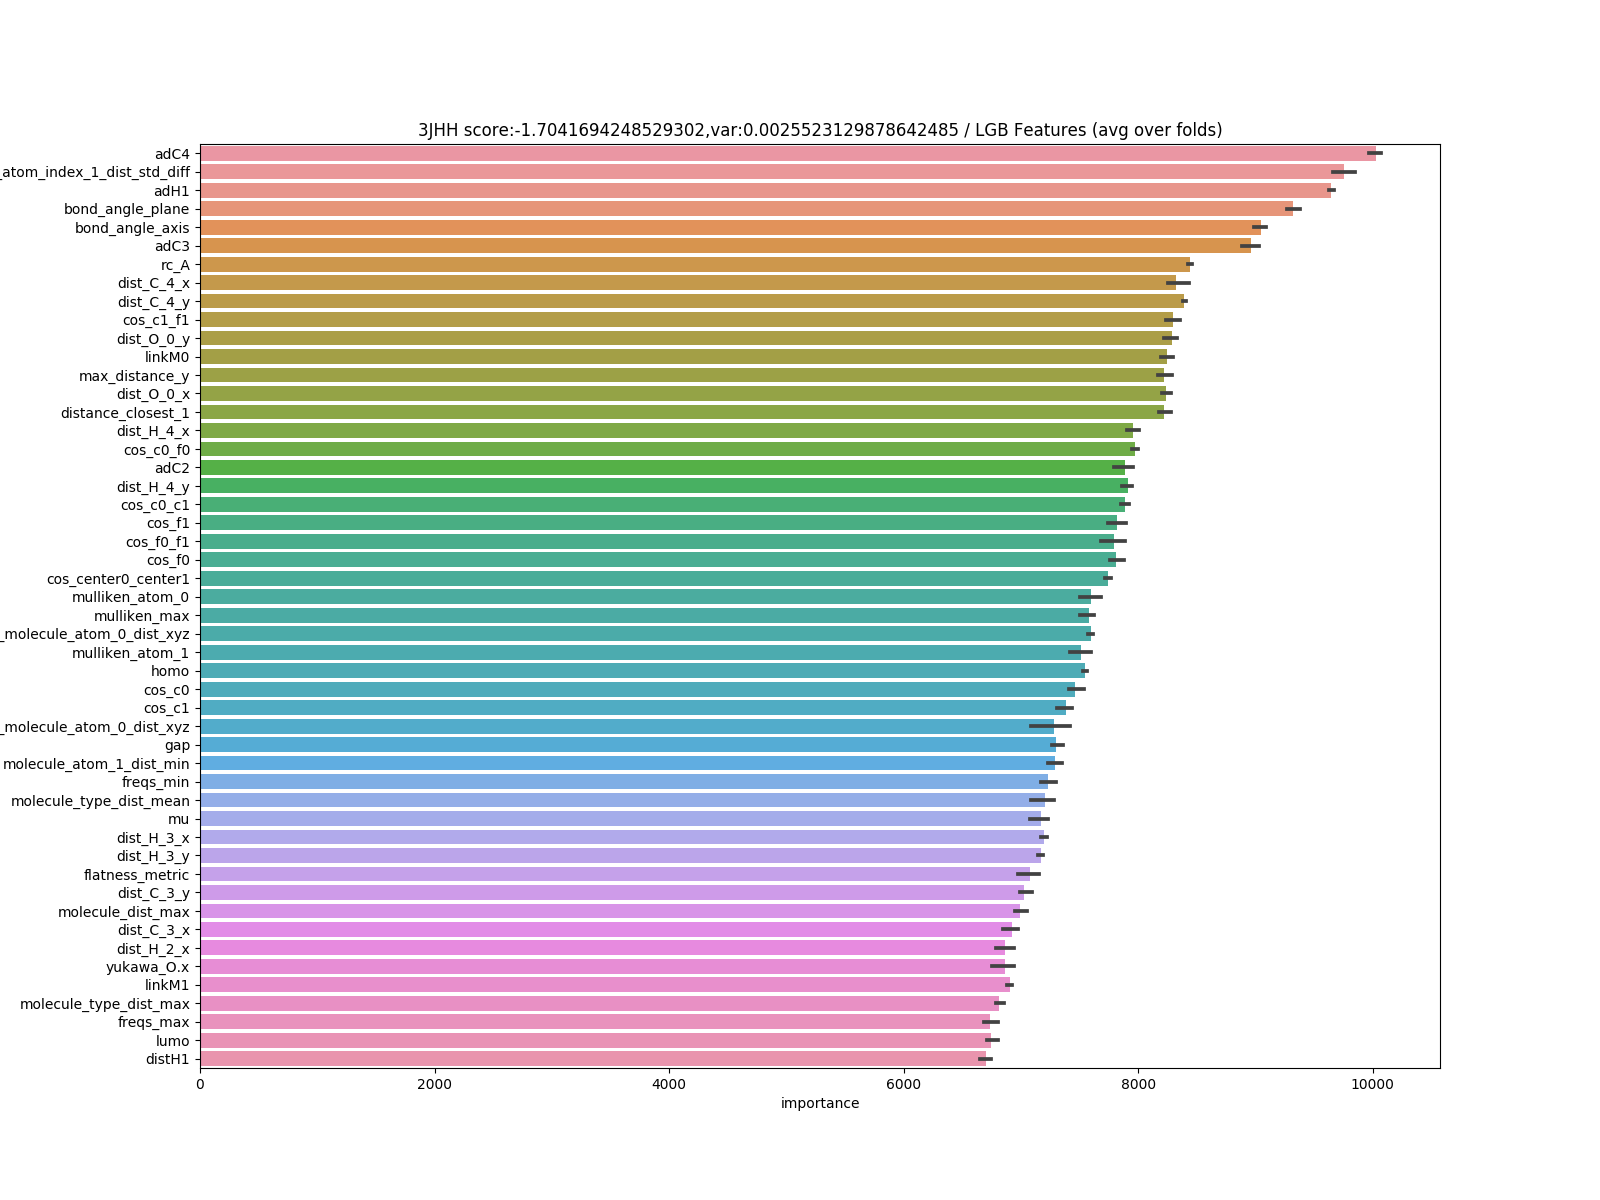 3JHH score:-1.7041694248529302,var:0.0025523129878642485 / LGB Features (avg over folds)
adC4
_atom_index_1_dist_std_diff
adH1
bond_angle_plane
bond_angle_axis
adC3
rc_A
dist_C_4_x
dist_C_4_y
cos_c1_f1
dist_O_0_y
linkM0
max_distance_y
dist_O_0_x
distance_closest_1
dist_H_4_x
cos_c0_f0
adC2
dist_H_4_y
cos_c0_c1
cos_f1
cos_f0_f1
cos_f0
cos_center0_center1
mulliken_atom_0
mulliken_max
_molecule_atom_0_dist_xyz
mulliken_atom_1
homo
cos_c0
cos_c1
_molecule_atom_0_dist_xyz
gap
molecule_atom_1_dist_min
freqs_min
molecule_type_dist_mean
mu
dist_H_3_x
dist_H_3_y
flatness_metric
dist_C_3_y
molecule_dist_max
dist_C_3_x
dist_H_2_x
yukawa_O.x
linkM1
molecule_type_dist_max
freqs_max
lumo
distH1
0 2000 4000 6000 8000 10000
importance